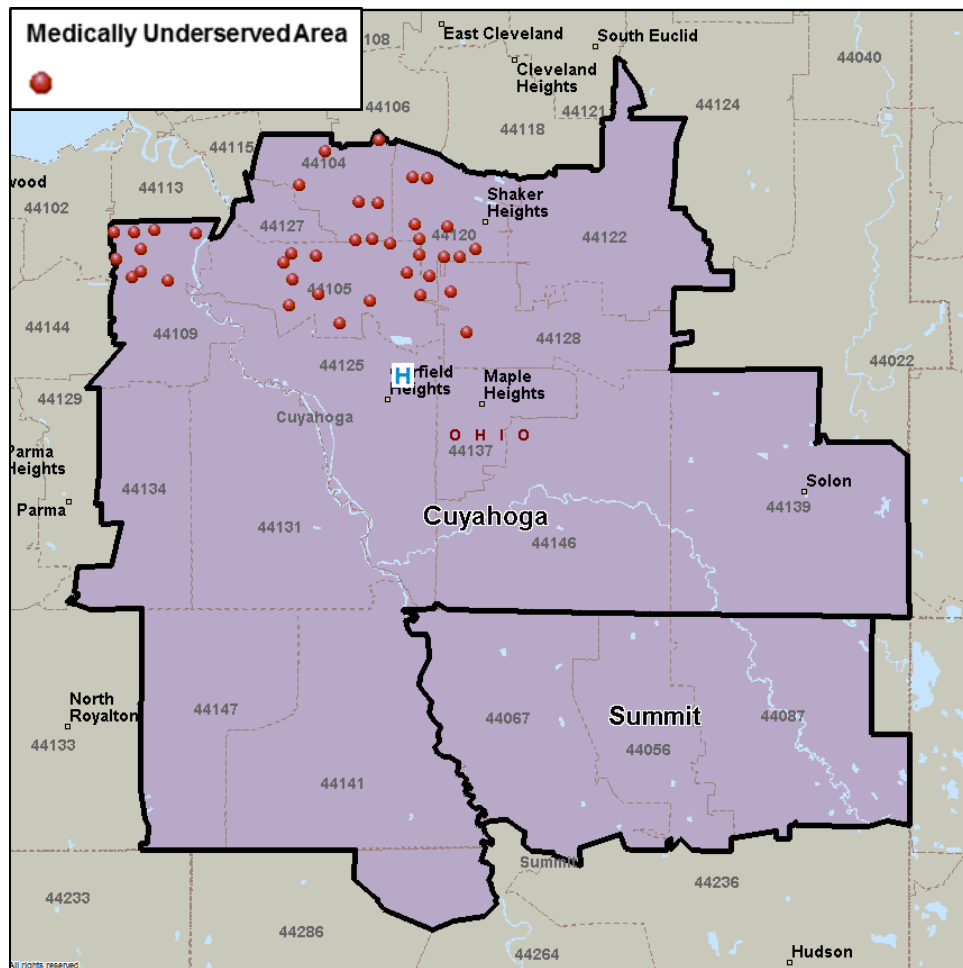 Medically Underserved Area
108
East Cleveland
South Euclid
Cleveland
Heights
44040
44106
44121
44124
44118
44115
44104
wood
44113
44102
Shaker
Heights
44127
44120
44122
44105
44144
44109
44128
44125
44022
H
rfield
Heights
Maple
Heights
44129
Cuyahoga
OHIO
Parma
Heights
44137
44134
Solon
Parma
44139
Cuyahoga
44131
44146
North
Royalton
44147
44067
Summit
44087
44133
44056
44141
Summit
44236
44233
44286
44264
Hudson
All rights reserved